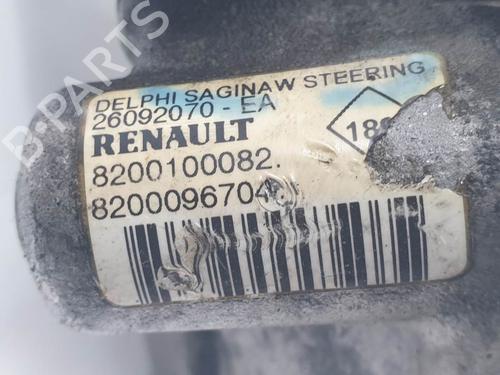 DELPHI SAGINAW STEERING
26092070 - EA
RENAULT
8200100082.
8200096704
B-PARTS